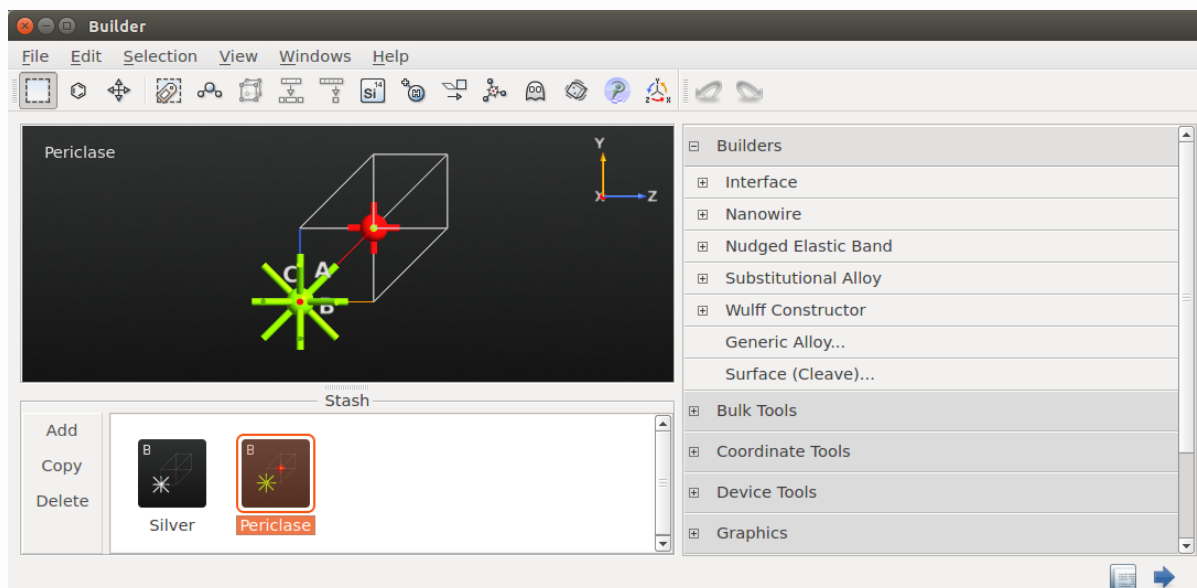 Builder
File Edit Selection View Windows Help
Si 14
Periclase
Y
X Z
C A
B
Stash
Add
Copy
Delete
B
Silver
B
Periclase
Builders
Interface
Nanowire
Nudged Elastic Band
Substitutional Alloy
Wulff Constructor
Generic Alloy...
Surface (Cleave)...
Bulk Tools
Coordinate Tools
Device Tools
Graphics